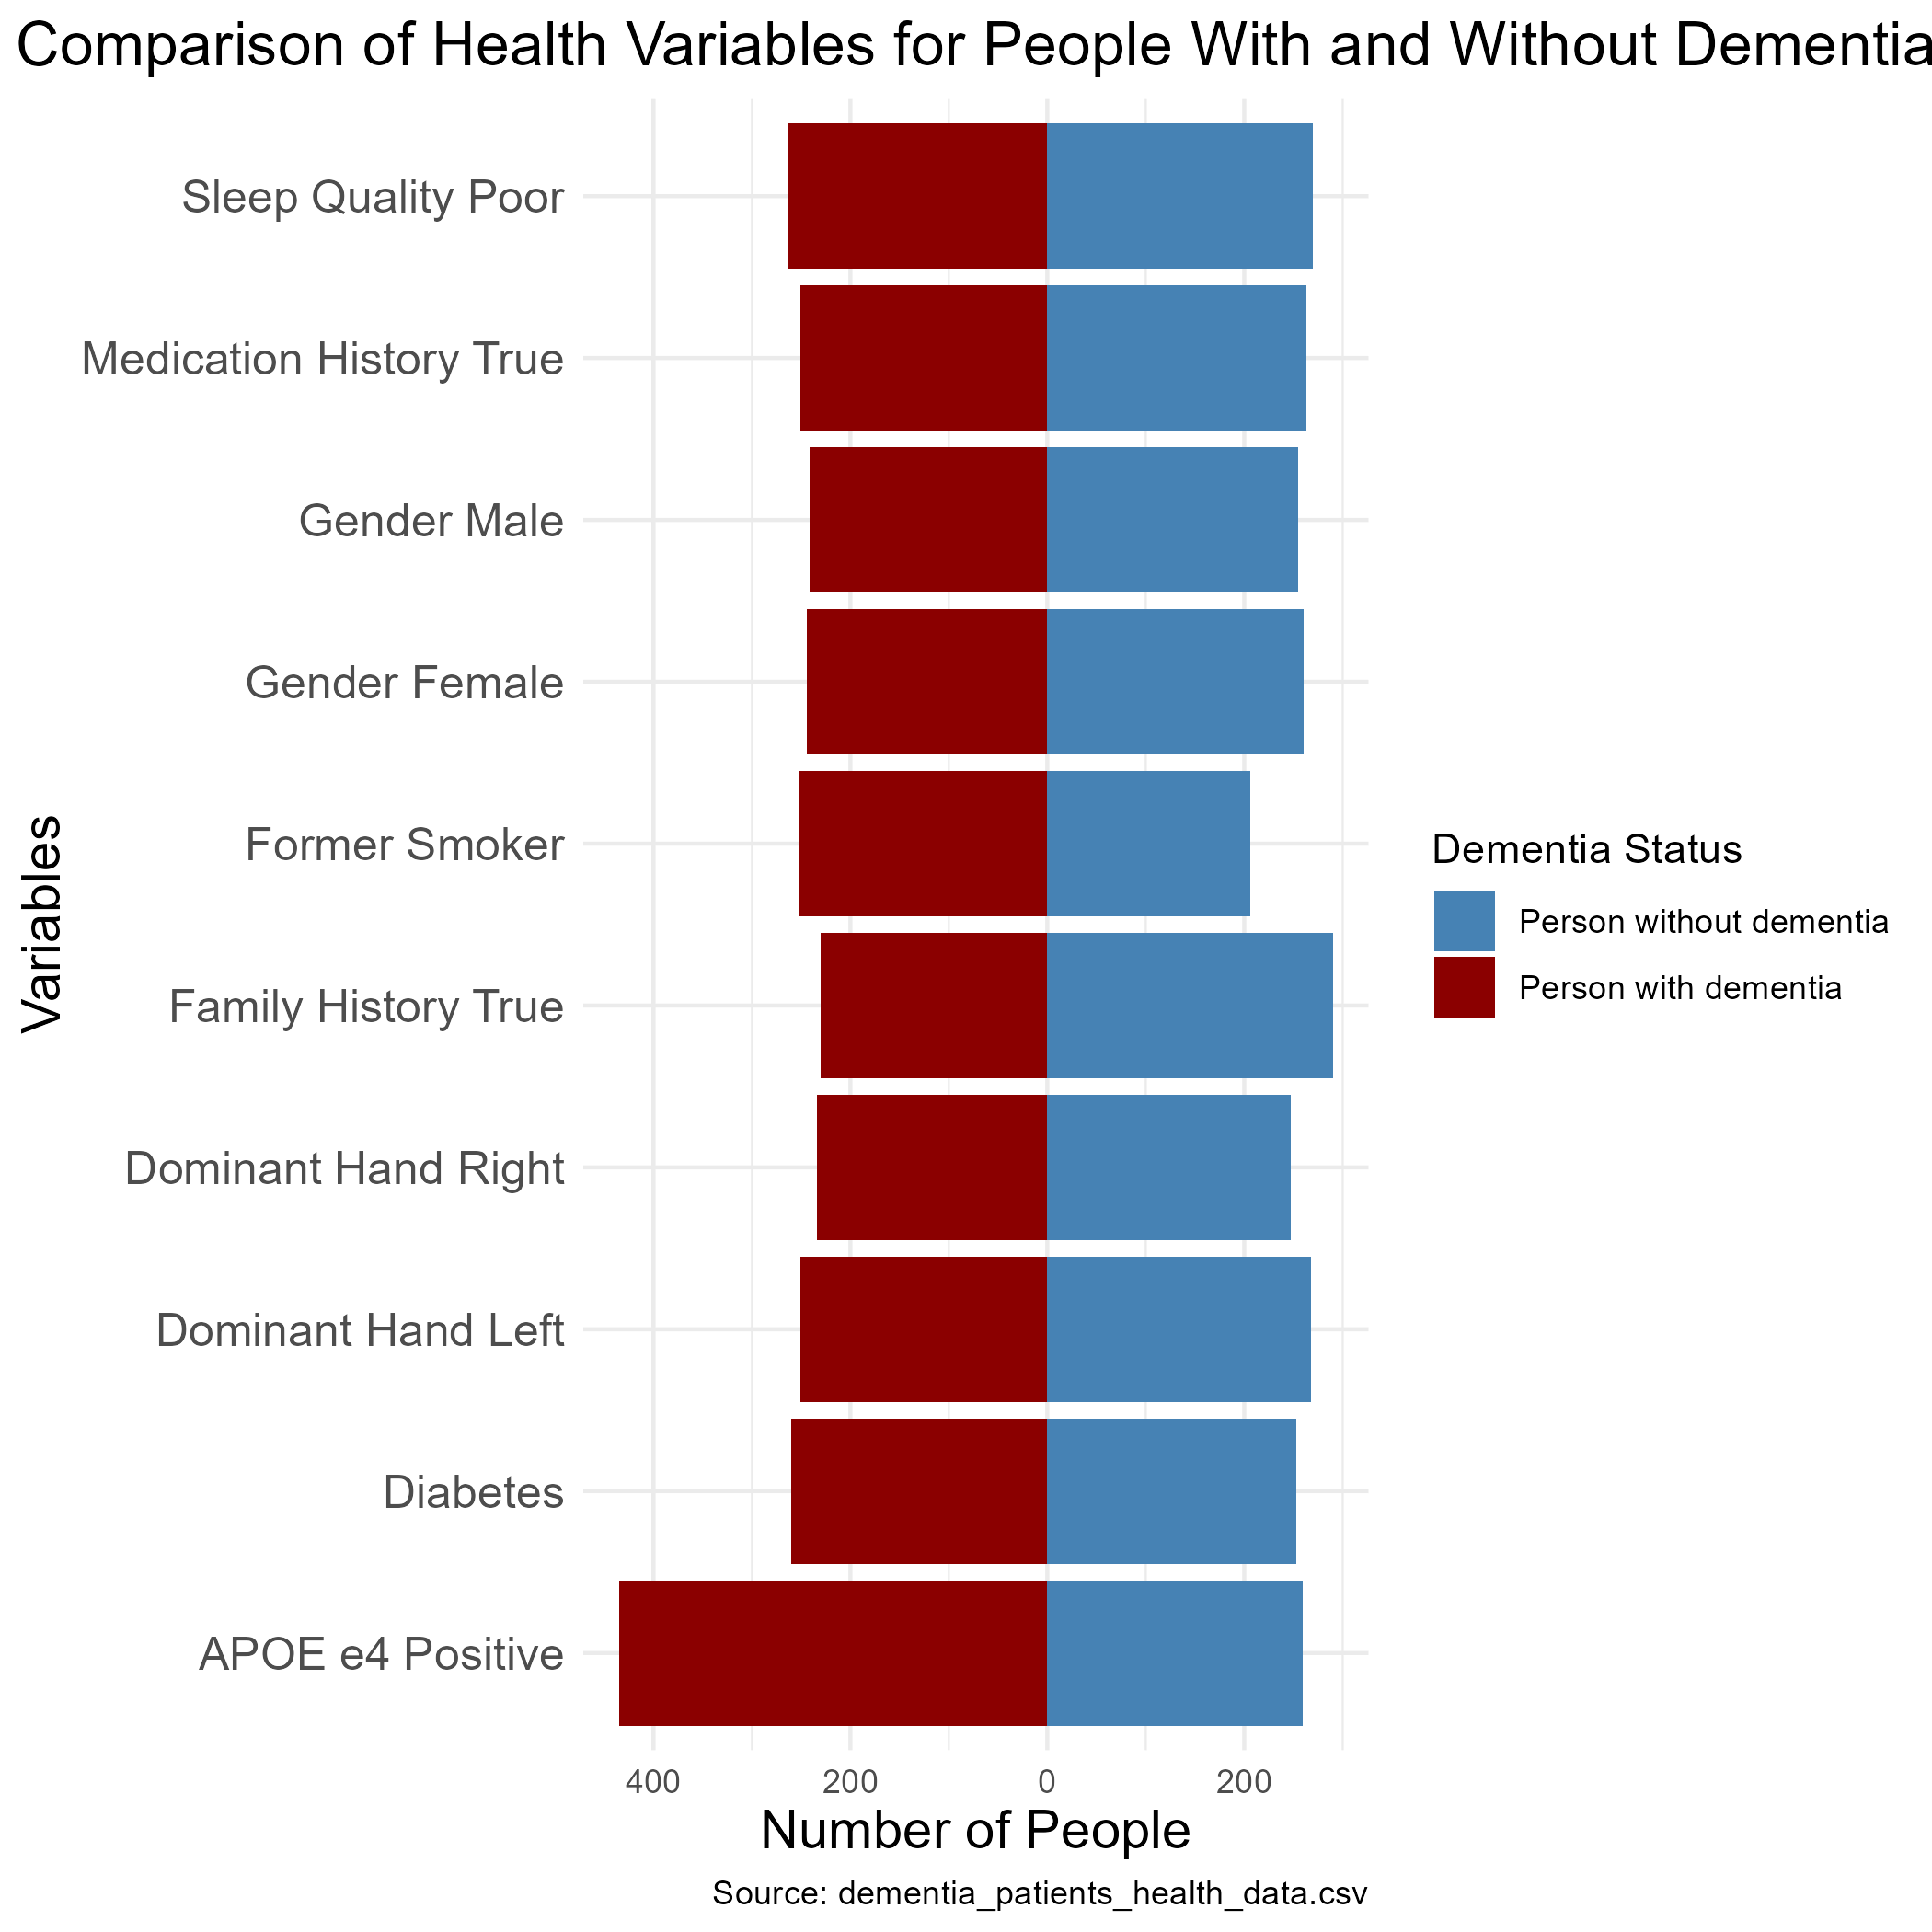 Comparison of Health Variables for People With and Without Dementia
Sleep Quality Poor
Medication History True
Gender Male
Gender Female
Former Smoker
Family History True
Dominant Hand Right
Dominant Hand Left
Diabetes
APOE e4 Positive
Variables
400 200 0 200
Number of People
Source: dementia_patients_health_data.csv
Dementia Status
Person without dementia
Person with dementia